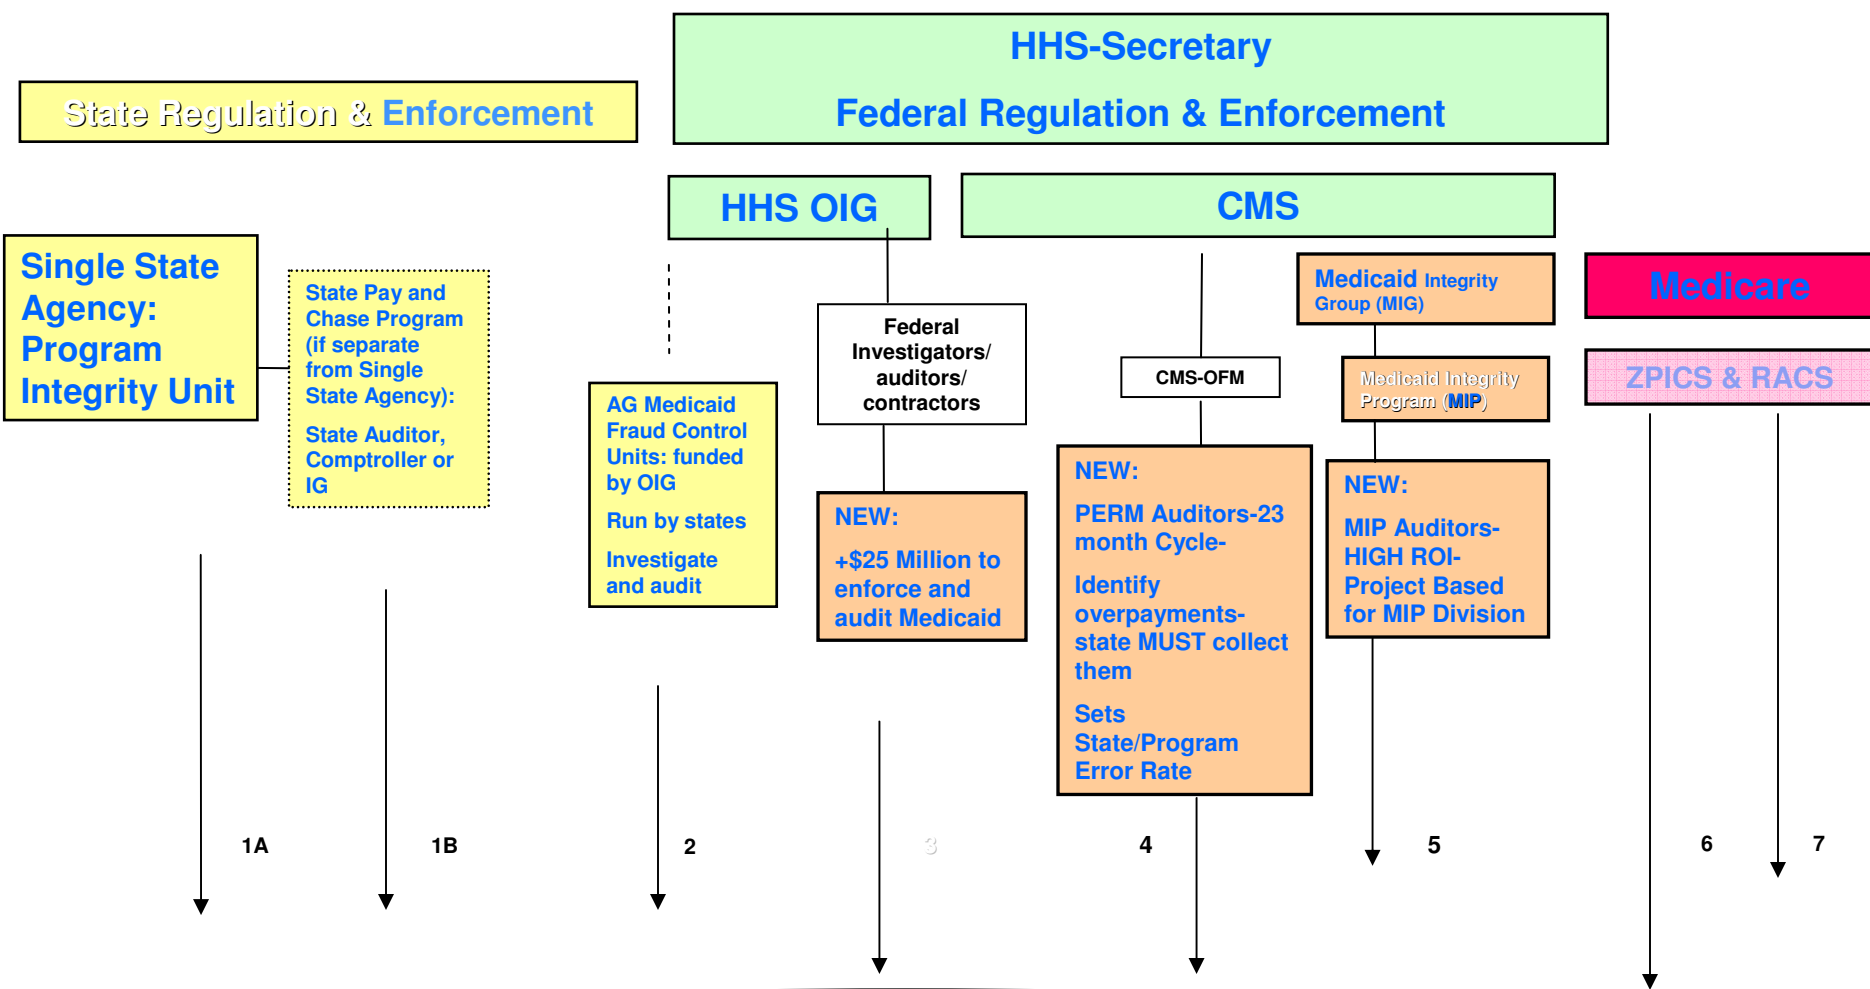 HHS-Secretary
Federal Regulation & Enforcement
State Regulation & Enforcement
HHS OIG
CMS
Single State
Agency:
Program
Integrity Unit
State Pay and
Chase Program
(if separate
from Single
State Agency):
State Auditor,
Comptroller or
IG
AG Medicaid
Fraud Control
Units: funded
by OIG
Run by states
Investigate
and audit
Federal
Investigators/
auditors/
contractors
NEW:
+$25 Million to
enforce and
audit Medicaid
CMS-OFM
NEW:
PERM Auditors-23
month Cycle-
Identify
overpayments-
state MUST collect
them
Sets
State/Program
Error Rate
Medicaid Integrity
Group (MIG)
Medicaid Integrity
Program (MIP)
NEW:
MIP Auditors-
HIGH ROI-
Project Based
for MIP Division
Medicare
ZPICS & RACS
1A
1B
2
3
4
5
6
7